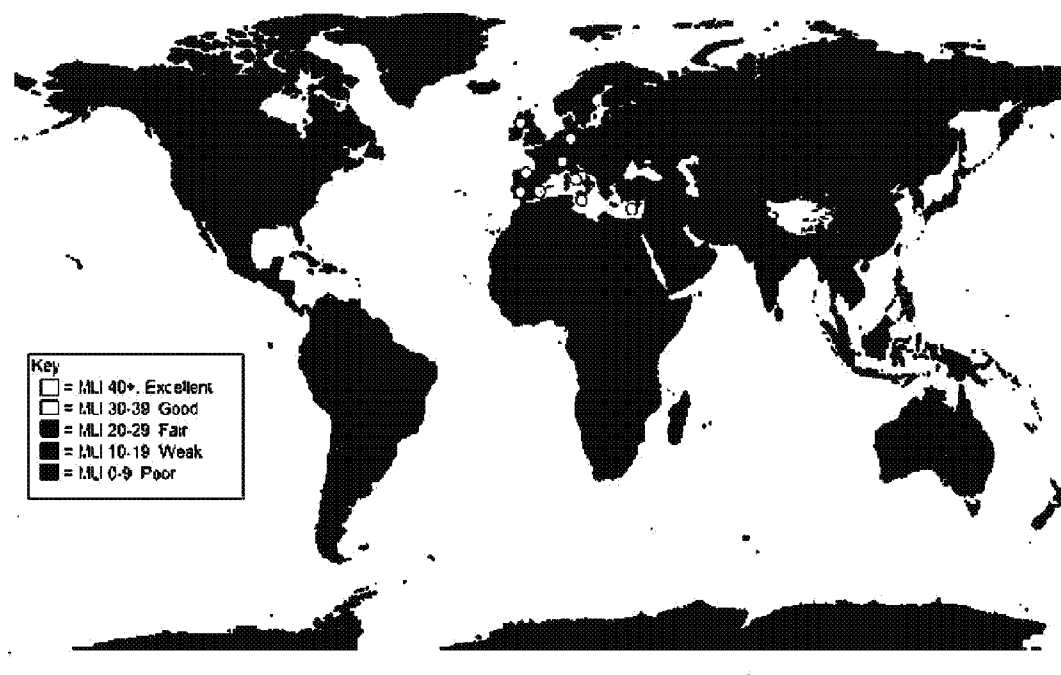 Key
= MLI 40+. Excellent
= MLI 30-39 Good
= MLI 20-29 Fair
= MLI 10-19 Weak
= MLI 0-9 Poor